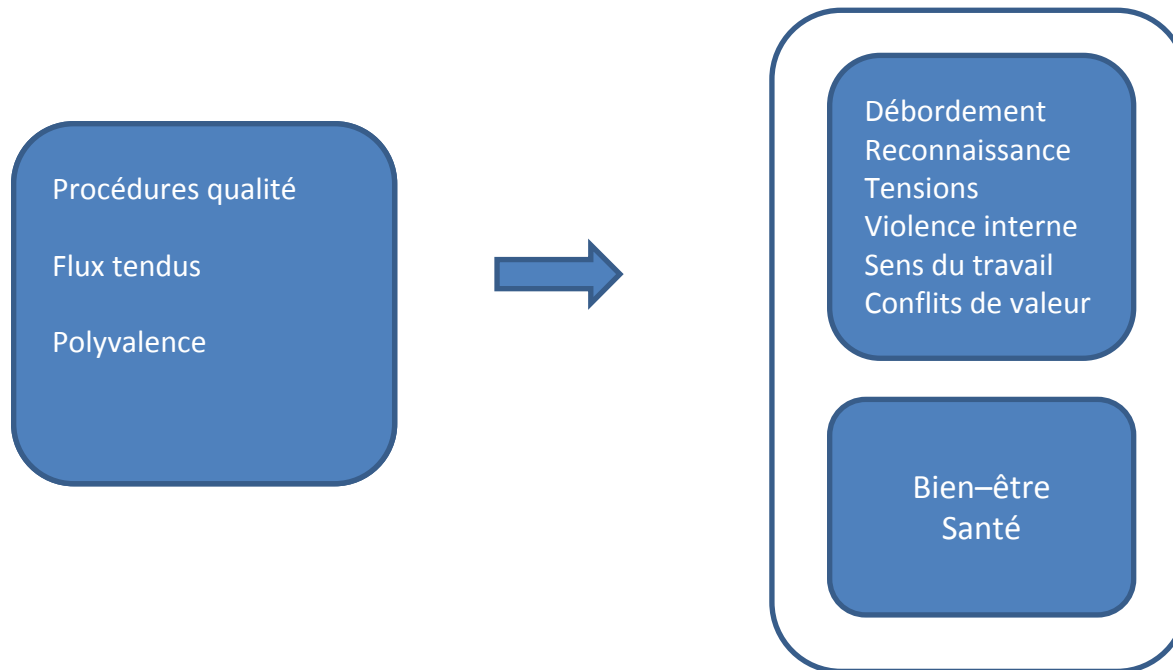 Procédures qualité
Flux tendus
Polyvalence
Débordement
Reconnaissance
Tensions
Violence interne
Sens du travail
Conflits de valeur
Bien–être
Santé